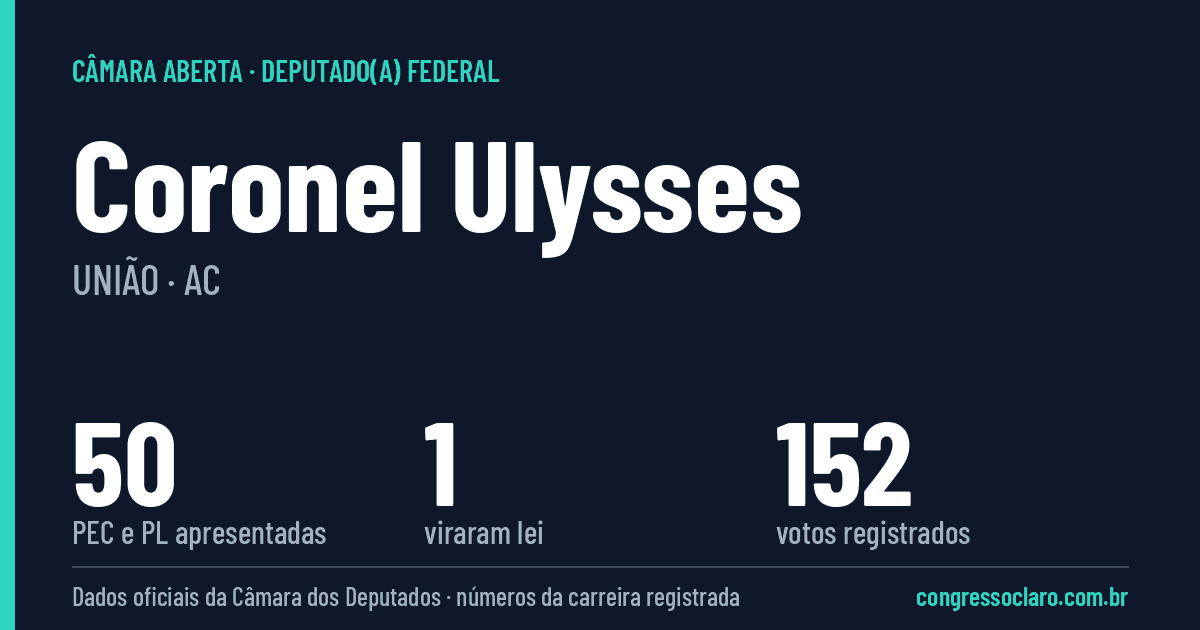 CÂMARA ABERTA · DEPUTADO(A) FEDERAL
Coronel Ulysses
UNIÃO · AC
50 1 152
PEC e PL apresentadas viraram lei votos registrados
Dados oficiais da Câmara dos Deputados · números da carreira registrada congressoclaro.com.br